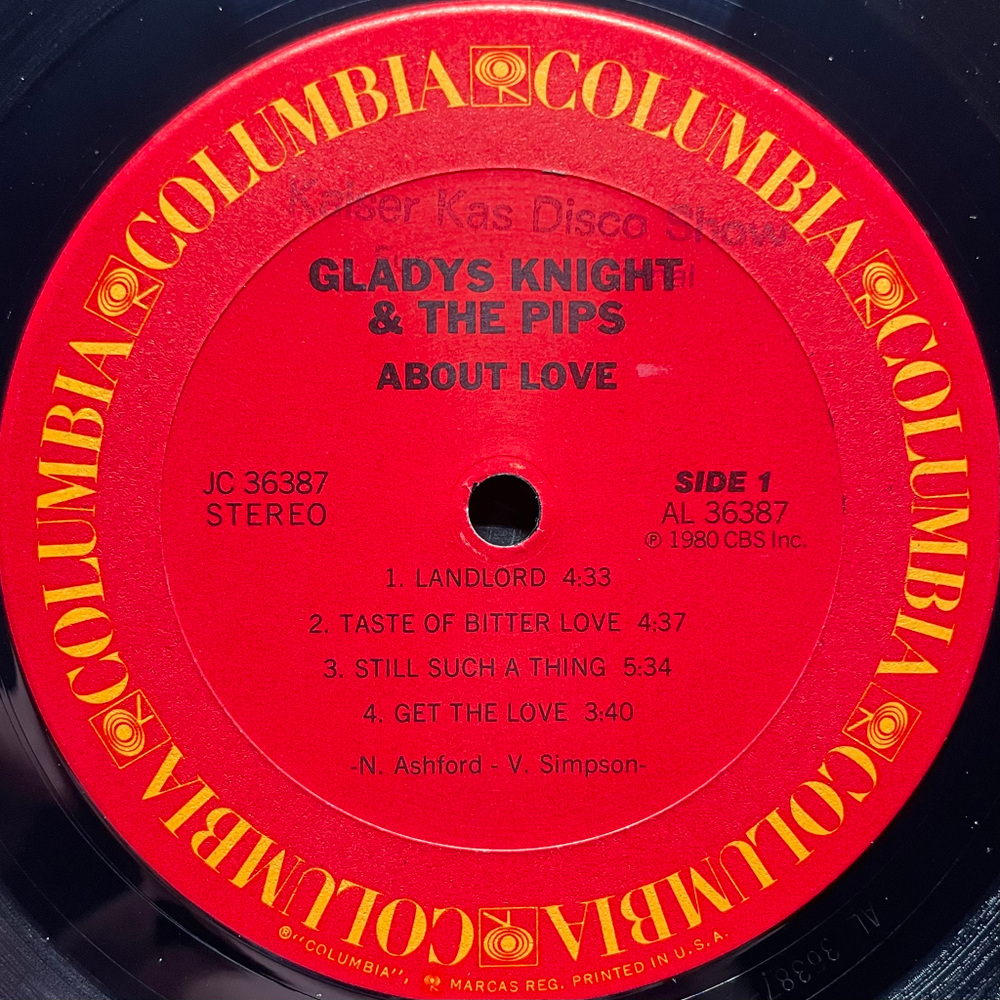 COLUMBIA COLUMBIA COLUMBIA COLUMBIA COLUMBIA COLUMBIA
Kaiser Kas Disco Show
GLADYS KNIGHT
& THE PIPS
ABOUT LOVE
JC 36387
STEREO
SIDE 1
AL 36387
℗ 1980 CBS Inc.
1. LANDLORD 4:33
2. TASTE OF BITTER LOVE 4:37
3. STILL SUCH A THING 5:34
4. GET THE LOVE 3:40
-N. Ashford - V. Simpson-
®"COLUMBIA", MARCAS REG. PRINTED IN U.S.A.
AL 36387